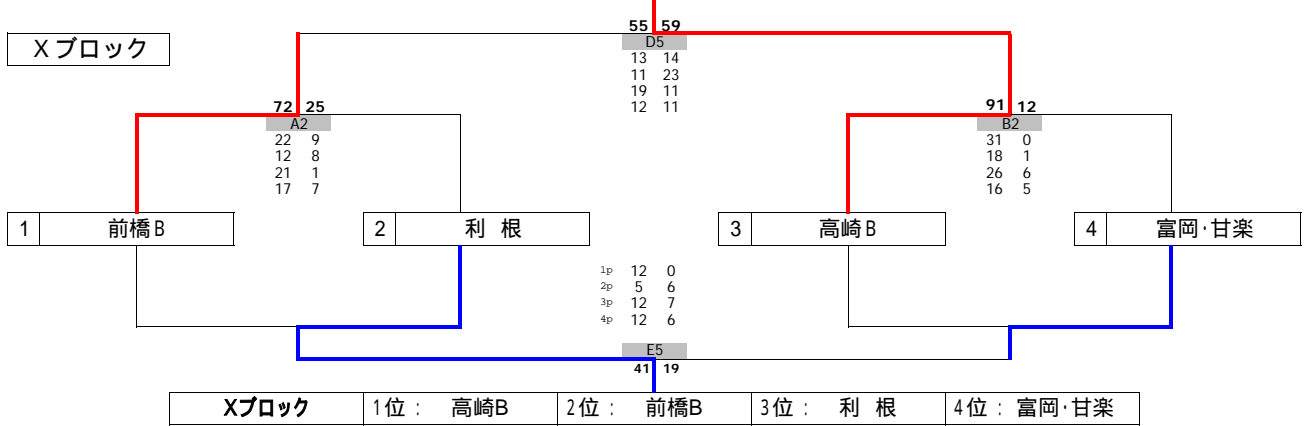 55 59
X ブロック
D5
13 14
11 23
19 11
12 11
72 25
91 12
A2
B2
22 9
31 0
12 8
18 1
21 1
26 6
17 7
16 5
1 前橋B 2 利 根 3 高崎B 4 富岡・甘楽
1p 12 0
2p 5 6
3p 12 7
4p 12 6
E5
41 19
Xブロック 1位： 高崎B 2位： 前橋B 3位： 利 根 4位：富岡・甘楽